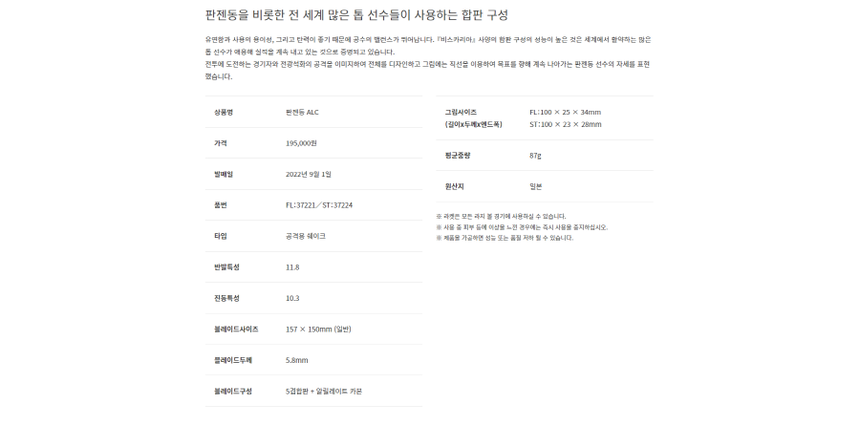 판젠동을 비롯한 전 세계 많은 톱 선수들이 사용하는 합판 구성
유연함과 사용의 용이성, 그리고 탄력이 좋기 때문에 공수의 밸런스가 뛰어납니다. 『비스카리아』 사양의 합판 구성의 성능이 높은 것은 세계에서 활약하는 많은
톱 선수가 애용해 실적을 계속 내고 있는 것으로 증명되고 있습니다.
전투에 도전하는 경기자와 전광석화의 공격을 이미지하여 전체를 디자인하고 그립에는 직선을 이용하여 목표를 향해 계속 나아가는 판젠동 선수의 자세를 표현
했습니다.
상품명 판젠동 ALC
가격 195,000원
발매일 2022년 9월 1일
품번 FL:37221／ST:37224
타입 공격용 쉐이크
반발특성 11.8
진동특성 10.3
블레이드사이즈 157 × 150mm (일반)
블레이드두께 5.8mm
블레이드구성 5겹합판 + 알릴레이트 카본
그립사이즈 FL:100 × 25 × 34mm
(길이x두께x엔드폭) ST:100 × 23 × 28mm
평균중량 87g
원산지 일본
※ 라켓은 모든 러지 볼 경기에 사용하실 수 있습니다.
※ 사용 중 피부 등에 이상을 느낀 경우에는 즉시 사용을 중지하십시오.
※ 제품을 가공하면 성능 또는 품질 저하 될 수 있습니다.